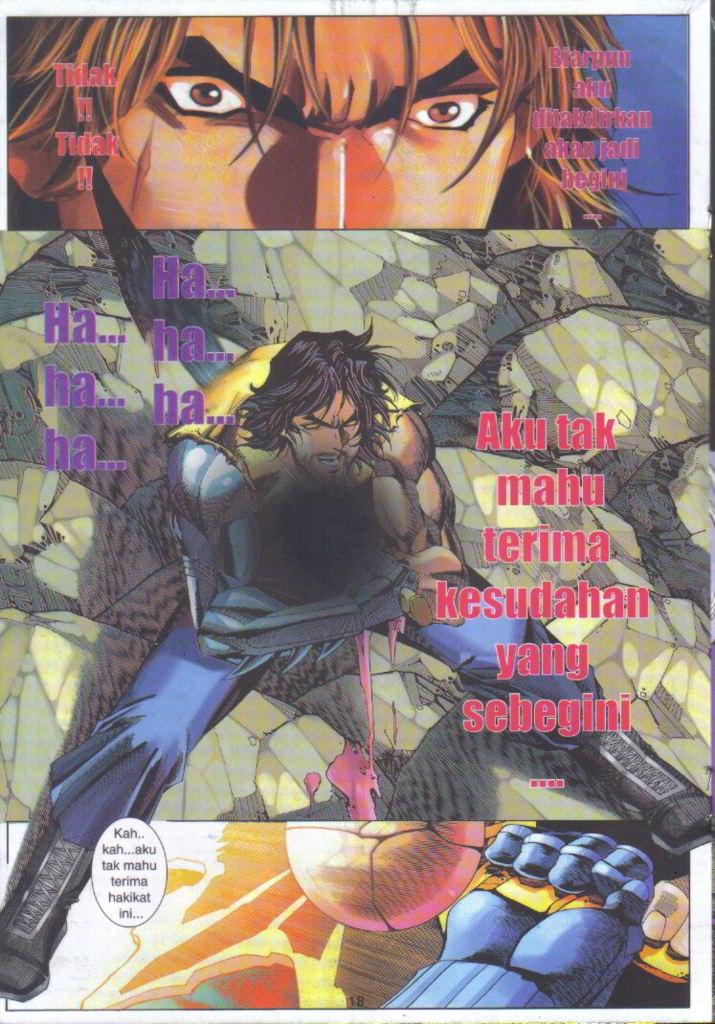 Tidak
!!
Tidak
!!
Biarpun
aku
ditakdirkan
akan jadi
begini
....
Ha...
ha...
ha...
Ha...
ha...
ha...
Aku tak
mahu
terima
kesudahan
yang
sebegini
....
Kah..
kah...aku
tak mahu
terima
hakikat
ini...
18